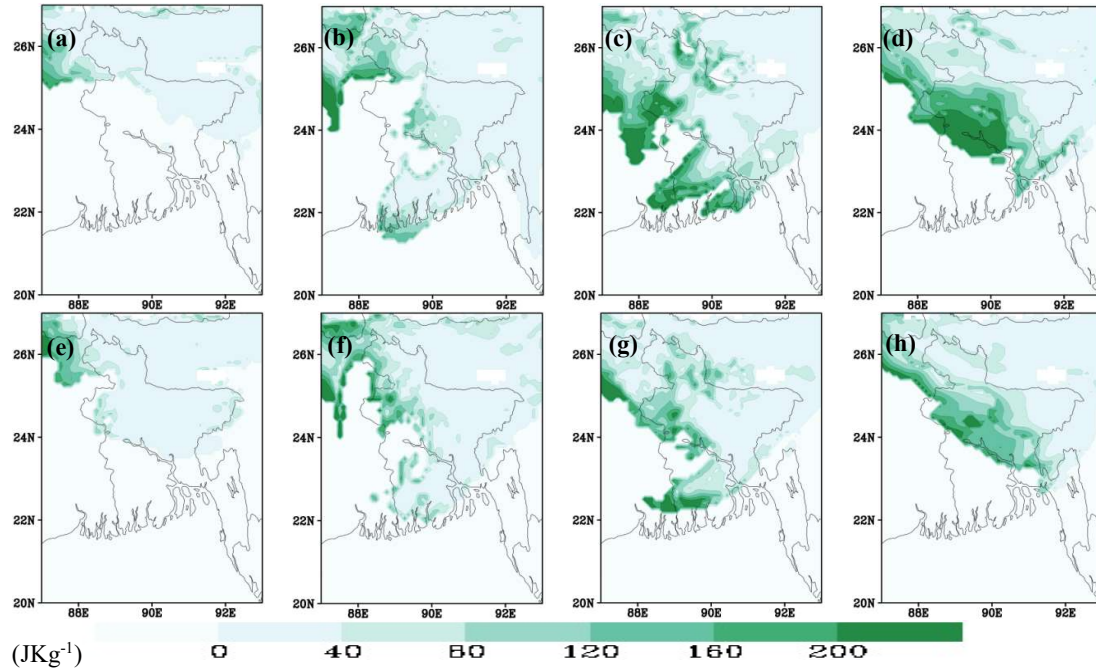 (a) (b) (c) (d)
26N 26N 26N 26N
24N 24N 24N 24N
22N 22N 22N 22N
20N 20N 20N 20N
88E 90E 92E 88E 90E 92E 88E 90E 92E 88E 90E 92E
(e) (f) (g) (h)
26N 26N 26N 26N
24N 24N 24N 24N
22N 22N 22N 22N
20N 20N 20N 20N
88E 90E 92E 88E 90E 92E 88E 90E 92E 88E 90E 92E
(JKg⁻¹) 0 40 80 120 160 200